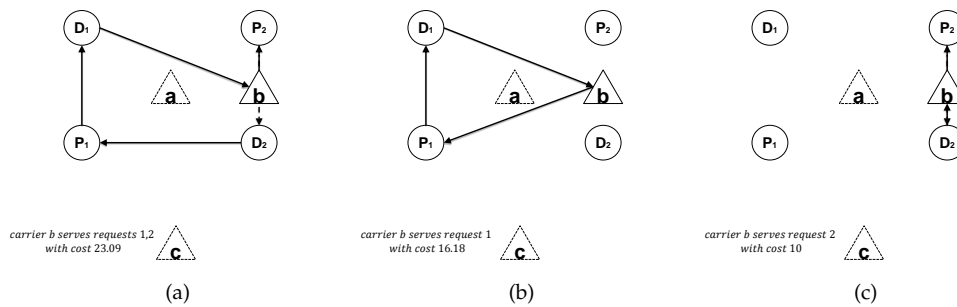 D₁
P₂
a
b
P₁
D₂
carrier b serves requests 1,2
with cost 23.09
c
(a)
D₁
P₂
a
b
P₁
D₂
carrier b serves request 1
with cost 16.18
c
(b)
D₁
P₂
a
b
P₁
D₂
carrier b serves request 2
with cost 10
c
(c)